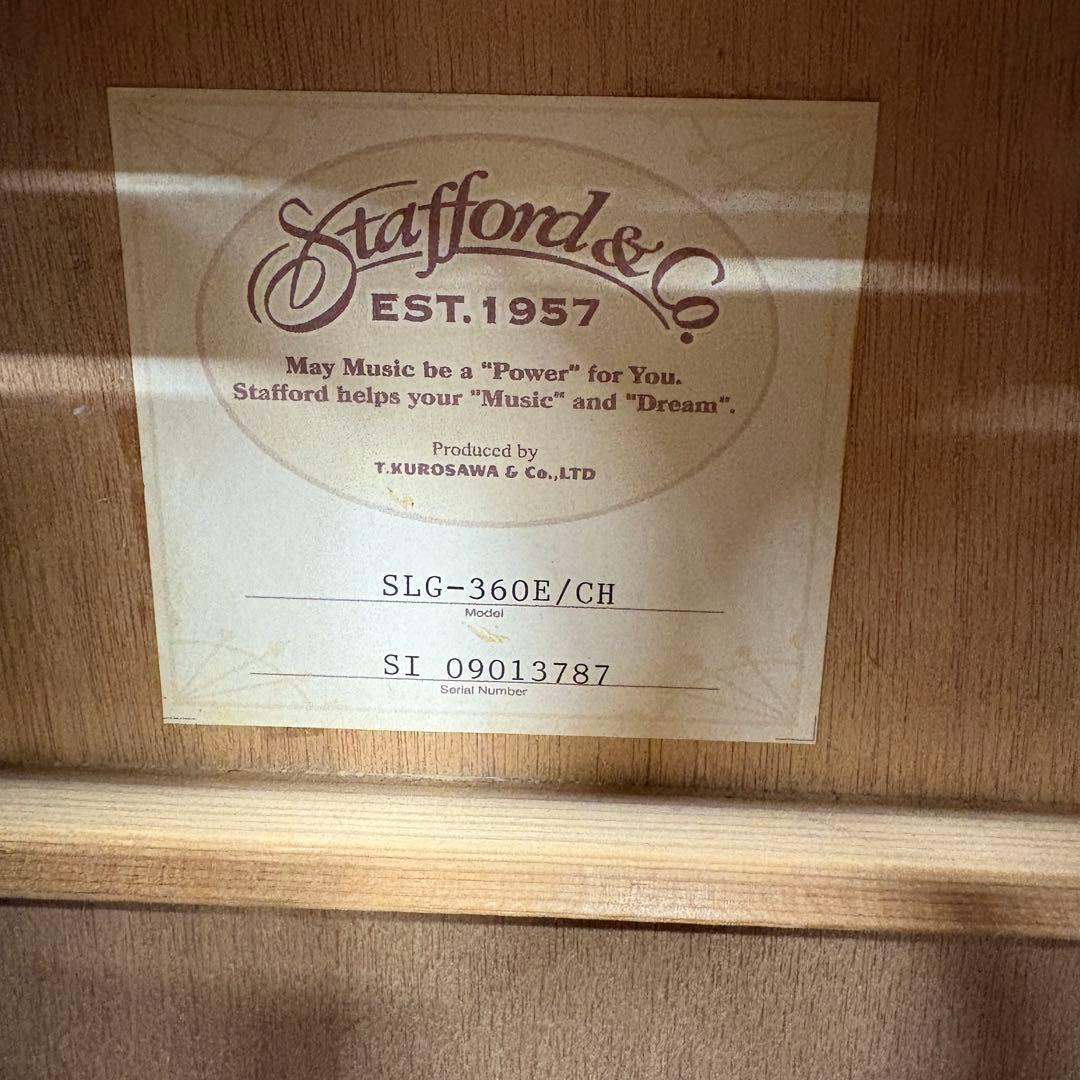 Stafford & Co.
EST. 1957
May Music be a "Power" for You.
Stafford helps your "Music" and "Dream".
Produced by
T.KUROSAWA & Co.,LTD
SLG-360E/CH
Model
SI 09013787
Serial Number